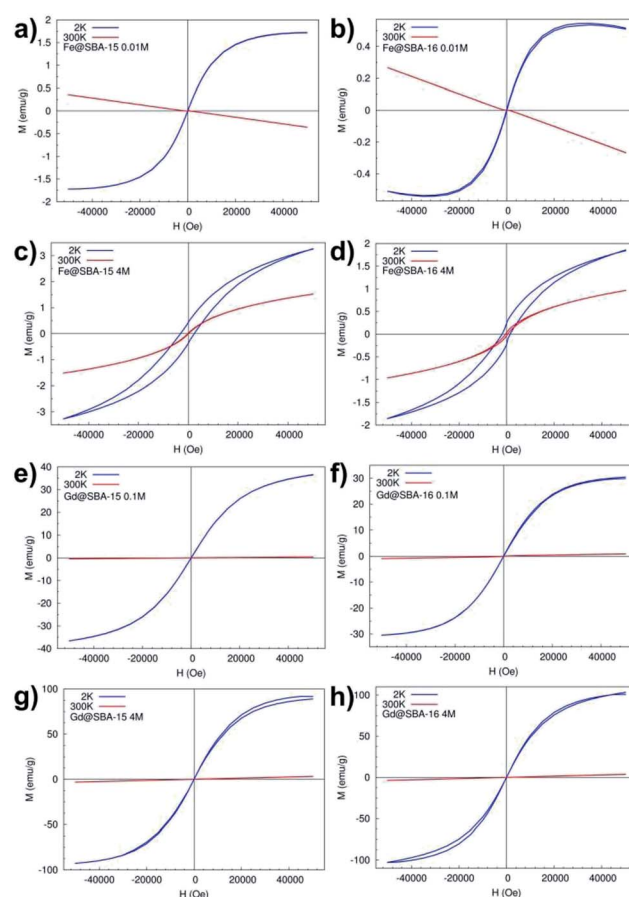 a)
2K
300K
Fe@SBA-15 0.01M
M (emu/g)
2
1.5
1
0.5
0
-0.5
-1
-1.5
-2
-40000 -20000 0 20000 40000
H (Oe)
b)
2K
300K
Fe@SBA-16 0.01M
M (emu/g)
0.4
0.2
0
-0.2
-0.4
-40000 -20000 0 20000 40000
H (Oe)
c)
2K
300K
Fe@SBA-15 4M
M (emu/g)
3
2
1
0
-1
-2
-3
-40000 -20000 0 20000 40000
H (Oe)
d)
2K
300K
Fe@SBA-16 4M
M (emu/g)
2
1.5
1
0.5
0
-0.5
-1
-1.5
-2
-40000 -20000 0 20000 40000
H (Oe)
e)
2K
300K
Gd@SBA-15 0.1M
M (emu/g)
40
30
20
10
0
-10
-20
-30
-40
-40000 -20000 0 20000 40000
H (Oe)
f)
2K
300K
Gd@SBA-16 0.1M
M (emu/g)
30
20
10
0
-10
-20
-30
-40000 -20000 0 20000 40000
H (Oe)
g)
2K
300K
Gd@SBA-15 4M
M (emu/g)
100
50
0
-50
-100
-40000 -20000 0 20000 40000
H (Oe)
h)
2K
300K
Gd@SBA-16 4M
M (emu/g)
100
50
0
-50
-100
-40000 -20000 0 20000 40000
H (Oe)